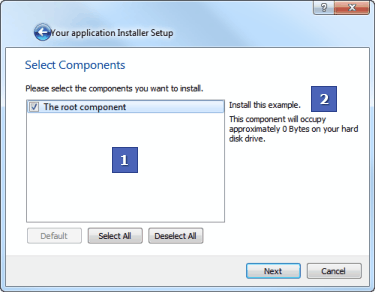 Your application Installer Setup
Select Components
Please select the components you want to install.
The root component
Install this example.
This component will occupy
approximately 0 Bytes on your hard
disk drive.
1
2
Default
Select All
Deselect All
Next
Cancel